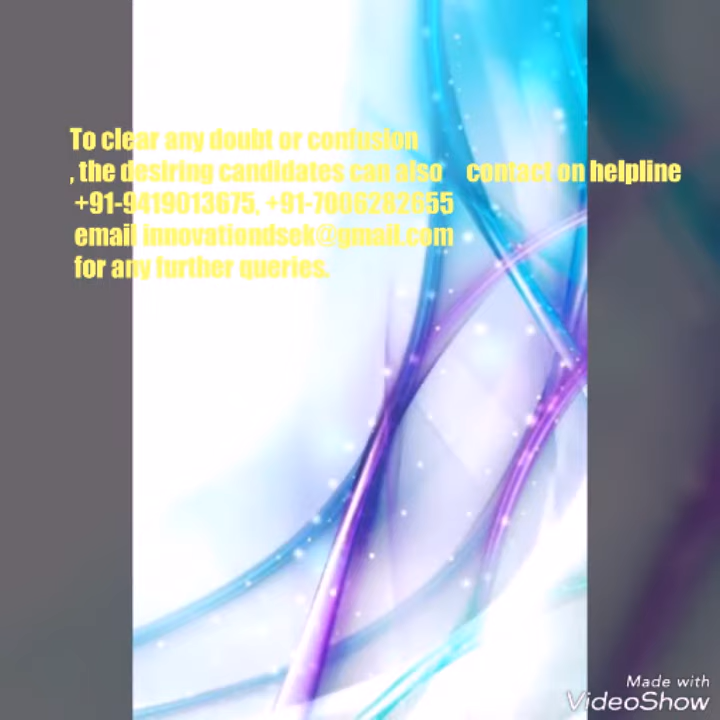 To clear any doubt or confusion
, the desiring candidates can also contact on helpline
+91-9419013675, +91-7006282655
email innovationdsek@gmail.com
for any further queries.
Made with
VideoShow